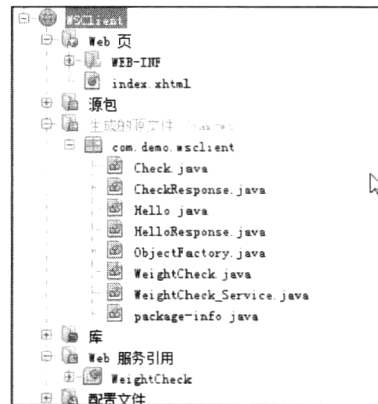 WSClient
Web 页
WEB-INF
index.xhtml
源包
生成的源文件
com.demo.wsclient
Check.java
CheckResponse.java
Hello.java
HelloResponse.java
ObjectFactory.java
WeightCheck.java
WeightCheck_Service.java
package-info.java
库
Web 服务引用
WeightCheck
配置文件